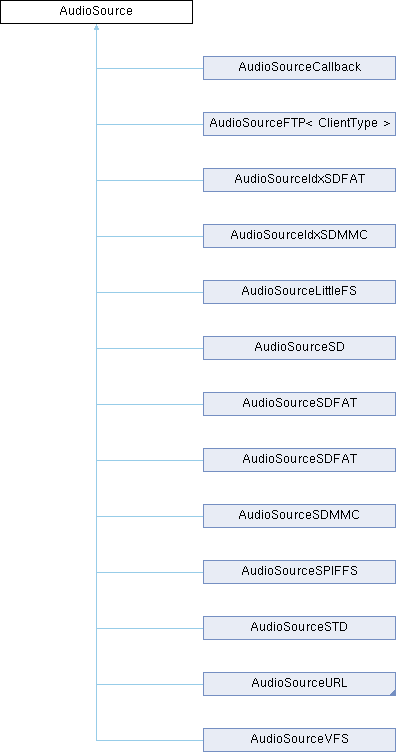 AudioSource
AudioSourceCallback
AudioSourceFTP< ClientType >
AudioSourceIdxSDFAT
AudioSourceIdxSDMMC
AudioSourceLittleFS
AudioSourceSD
AudioSourceSDFAT
AudioSourceSDFAT
AudioSourceSDMMC
AudioSourceSPIFFS
AudioSourceSTD
AudioSourceURL
AudioSourceVFS